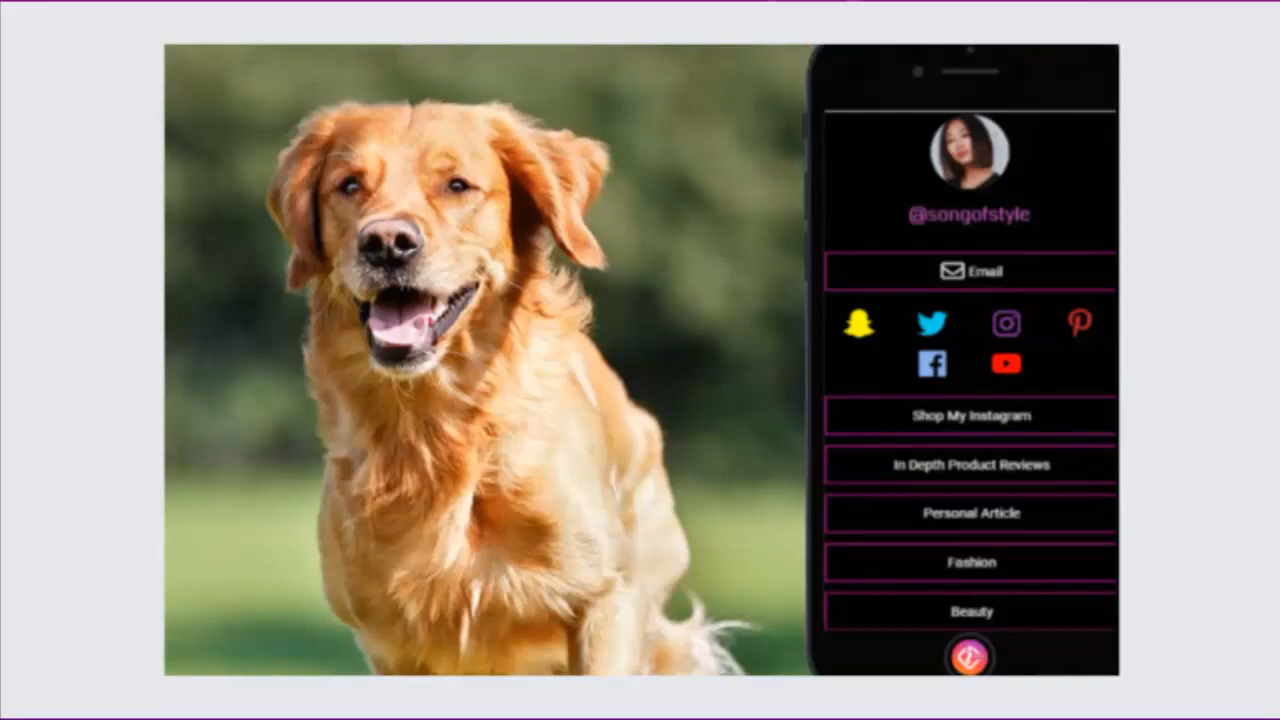 @songofstyle
Email
Shop My Instagram
In Depth Product Reviews
Personal Article
Fashion
Beauty